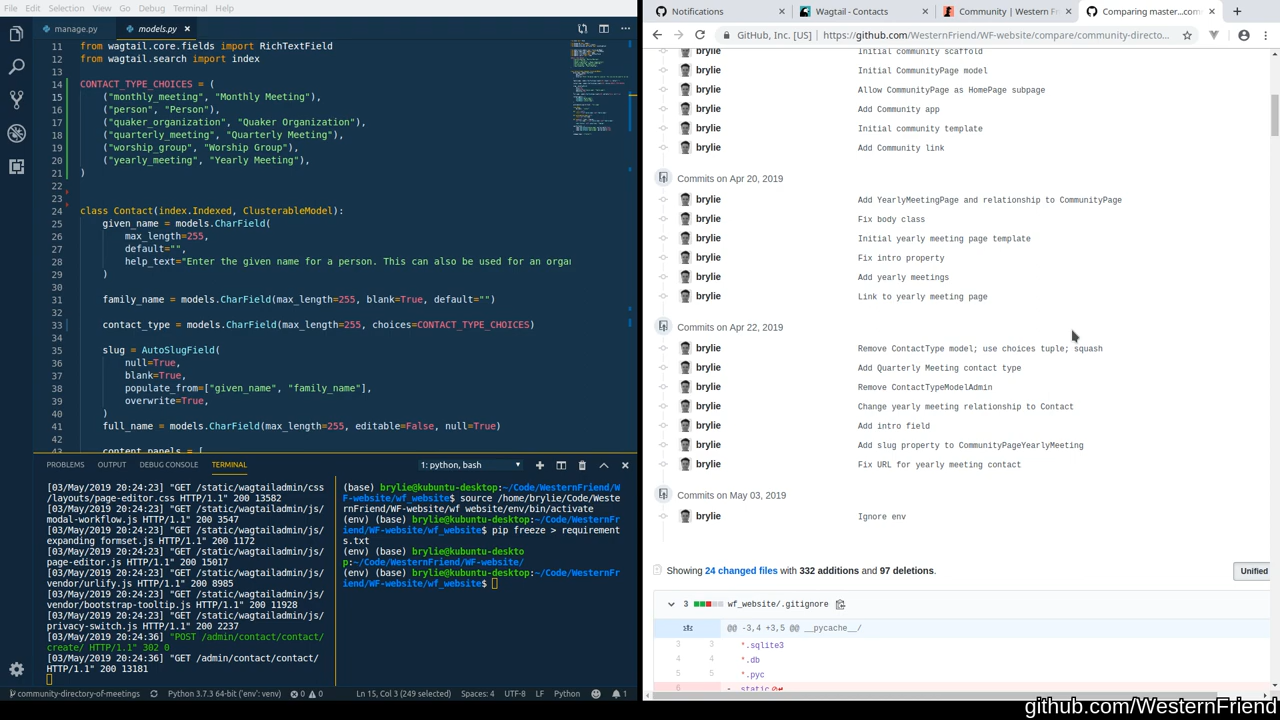 File Edit Selection View Go Debug Terminal Help
manage.py models.py
11 from wagtail.core.fields import RichTextField
12 from wagtail.search import index
13
14 CONTACT_TYPE_CHOICES = (
15 ("monthly_meeting", "Monthly Meeting"),
16 ("person", "Person"),
17 ("quaker_organization", "Quaker Organization"),
18 ("quarterly_meeting", "Quarterly Meeting"),
19 ("worship_group", "Worship Group"),
20 ("yearly_meeting", "Yearly Meeting"),
21 )
22
23
24 class Contact(index.Indexed, ClusterableModel):
25 given_name = models.CharField(
26 max_length=255,
27 default="",
28 help_text="Enter the given name for a person. This can also be used for an orga
29 )
30
31 family_name = models.CharField(max_length=255, blank=True, default="")
32
33 contact_type = models.CharField(max_length=255, choices=CONTACT_TYPE_CHOICES)
34
35 slug = AutoSlugField(
36 null=True,
37 blank=True,
38 populate_from=["given_name", "family_name"],
39 overwrite=True,
40 )
41 full_name = models.CharField(max_length=255, editable=False, null=True)
42
43 content_panels = [
PROBLEMS OUTPUT DEBUG CONSOLE TERMINAL 1: python, bash
[03/May/2019 20:24:23] "GET /static/wagtailadmin/css
/layouts/page-editor.css HTTP/1.1" 200 13582
[03/May/2019 20:24:23] "GET /static/wagtailadmin/js/
modal-workflow.js HTTP/1.1" 200 3547
[03/May/2019 20:24:23] "GET /static/wagtailadmin/js/
expanding_formset.js HTTP/1.1" 200 1172
[03/May/2019 20:24:23] "GET /static/wagtailadmin/js/
page-editor.js HTTP/1.1" 200 15017
[03/May/2019 20:24:23] "GET /static/wagtailadmin/js/
vendor/urlify.js HTTP/1.1" 200 8985
[03/May/2019 20:24:23] "GET /static/wagtailadmin/js/
vendor/bootstrap-tooltip.js HTTP/1.1" 200 11928
[03/May/2019 20:24:23] "GET /static/wagtailadmin/js/
privacy-switch.js HTTP/1.1" 200 2237
[03/May/2019 20:24:36] "POST /admin/contact/contact/
create/ HTTP/1.1" 302 0
[03/May/2019 20:24:36] "GET /admin/contact/contact/
HTTP/1.1" 200 13181
(base) brylie@kubuntu-desktop:~/Code/WesternFriend/W
F-website/wf_website$ source /home/brylie/Code/Weste
rnFriend/WF-website/wf_website/env/bin/activate
(env) (base) brylie@kubuntu-desktop:~/Code/WesternFr
iend/WF-website/wf_website$ pip freeze > requirement
s.txt
(env) (base) brylie@kubuntu-deskto
p:~/Code/WesternFriend/WF-website/
(env) (base) brylie@kubuntu-desktop:~/Code/WesternFr
iend/WF-website/wf_website$
community-directory-of-meetings Python 3.7.3 64-bit ('env': venv) 0 0 Ln 15, Col 3 (249 selected) Spaces: 4 UTF-8 LF Python 1
Notifications Wagtail - Contacts Community | Western Fr Comparing master...com
GitHub, Inc. [US] https://github.com/WesternFriend/WF-website/compare/community-directo...
brylie Initial community scaffold
brylie Initial CommunityPage model
brylie Allow CommunityPage as HomePage subpage
brylie Add Community app
brylie Initial community template
brylie Add Community link
Commits on Apr 20, 2019
brylie Add YearlyMeetingPage and relationship to CommunityPage
brylie Fix body class
brylie Initial yearly meeting page template
brylie Fix intro property
brylie Add yearly meetings
brylie Link to yearly meeting page
Commits on Apr 22, 2019
brylie Remove ContactType model; use choices tuple; squash
brylie Add Quarterly Meeting contact type
brylie Remove ContactTypeModelAdmin
brylie Change yearly meeting relationship to Contact
brylie Add intro field
brylie Add slug property to CommunityPageYearlyMeeting
brylie Fix URL for yearly meeting contact
Commits on May 03, 2019
brylie Ignore env
Showing 24 changed files with 332 additions and 97 deletions. Unified
3 wf_website/.gitignore
@@ -3,4 +3,5 @@ __pycache__/
3 3 *.sqlite3
4 4 *.db
5 5 *.pyc
6 - static
github.com/WesternFriend